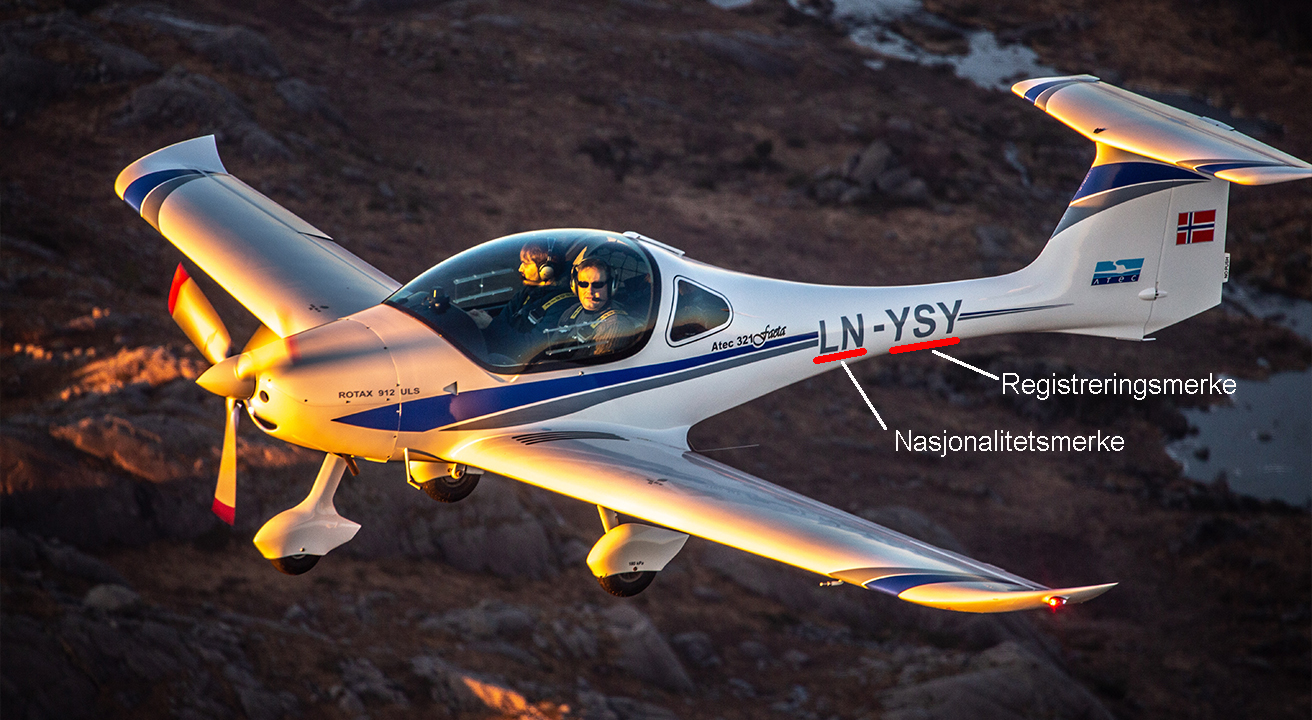 ATEC
Atec 321 Faeta
LN-YSY
ROTAX 912 ULS
Registreringsmerke
Nasjonalitetsmerke